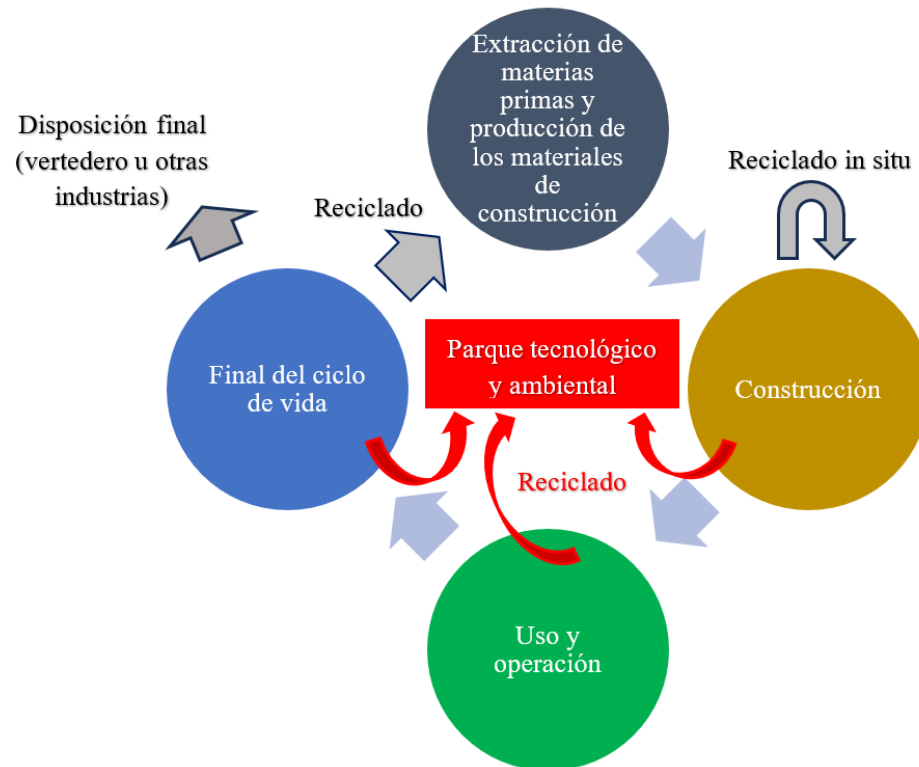 Extracción de
materias
primas y
producción de
los materiales
de
construcción
Disposición final
(vertedero u otras
industrias)
Reciclado
Reciclado in situ
Final del ciclo
de vida
Parque tecnológico
y ambiental
Construcción
Reciclado
Uso y
operación